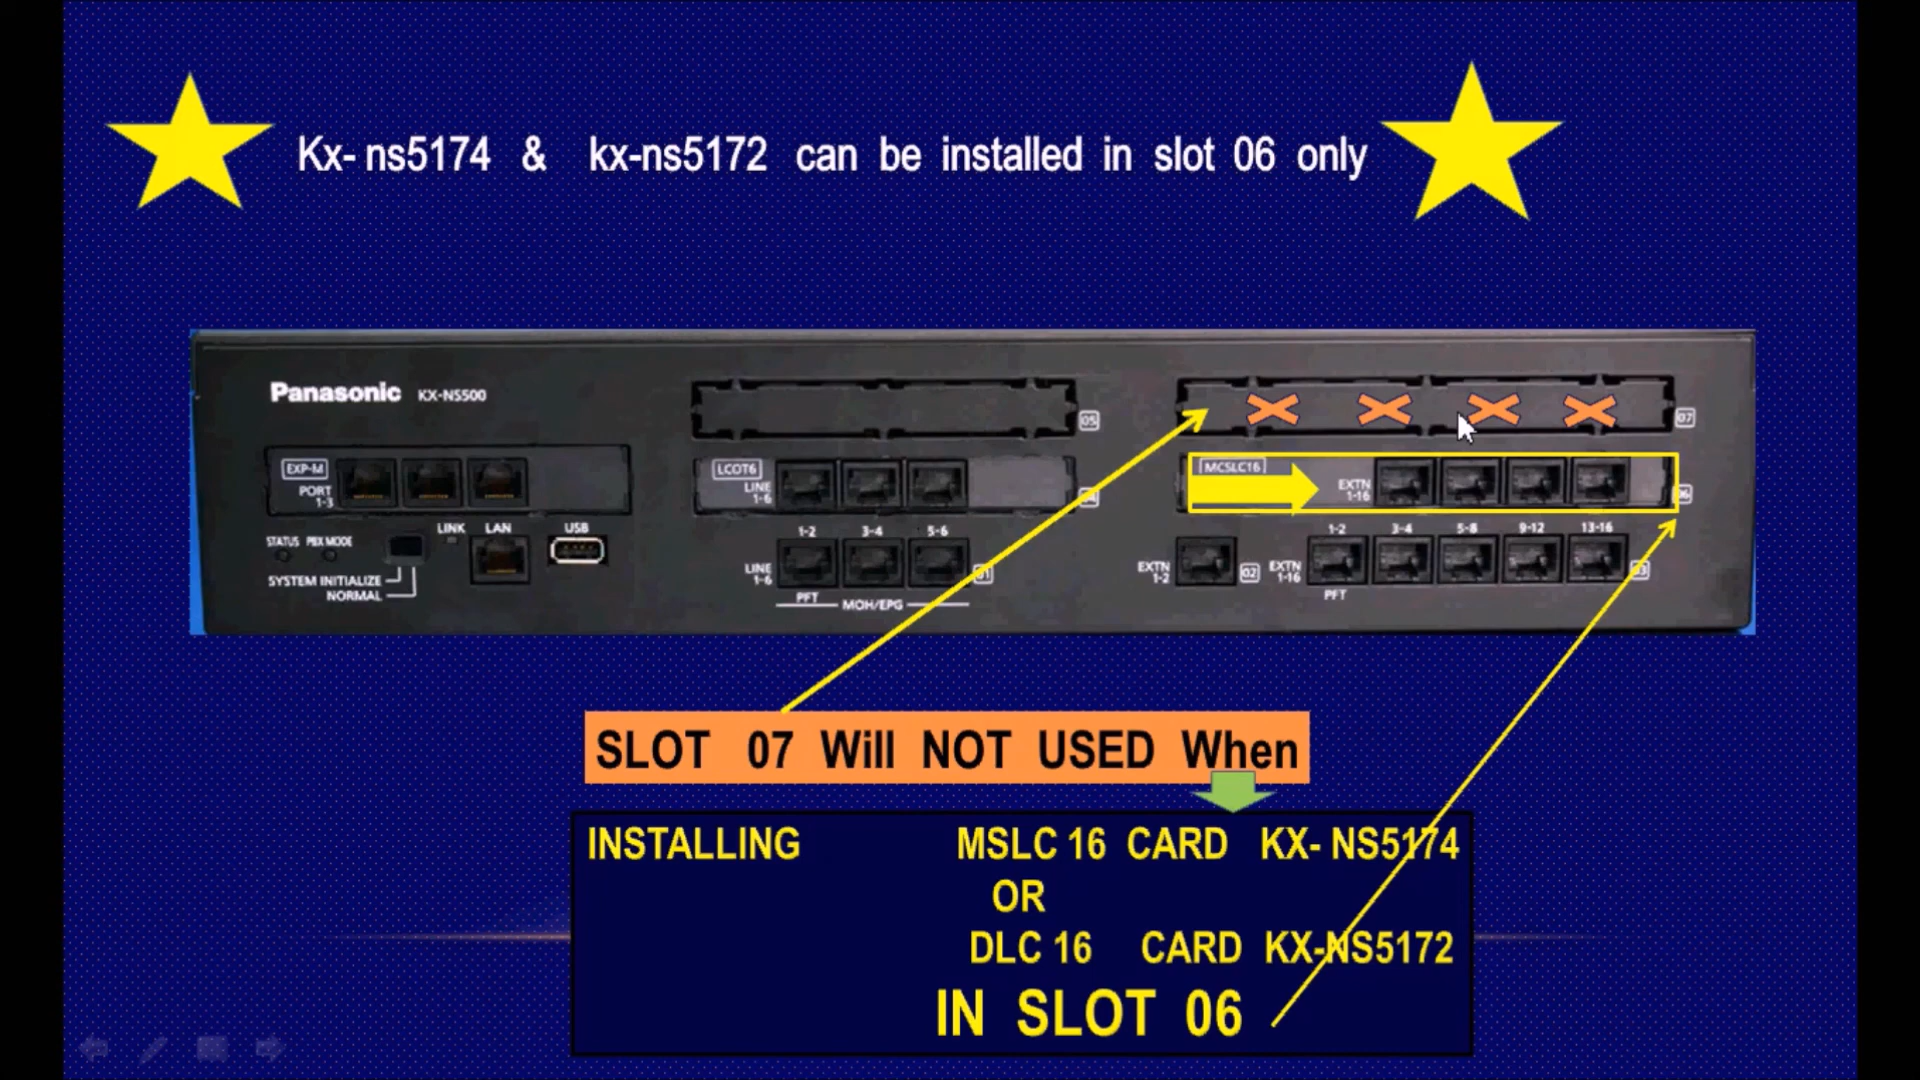 Kx- ns5174 & kx-ns5172 can be installed in slot 06 only
Panasonic KX-NS500
05
07
EXP-M
PORT
1-3
LCOT6
LINE
1-6
MCSLC16
EXTN
1-16
06
LINK LAN USB
STATUS PBX MODE
SYSTEM INITIALIZE
NORMAL
1-2 3-4 5-6
LINE
1-6
01
PFT MOH/EPG
1-2 3-4 5-8 9-12 13-16
EXTN
1-2
02
EXTN
1-16
03
PFT
SLOT 07 Will NOT USED When
INSTALLING MSLC 16 CARD KX- NS5174
OR
DLC 16 CARD KX-NS5172
IN SLOT 06